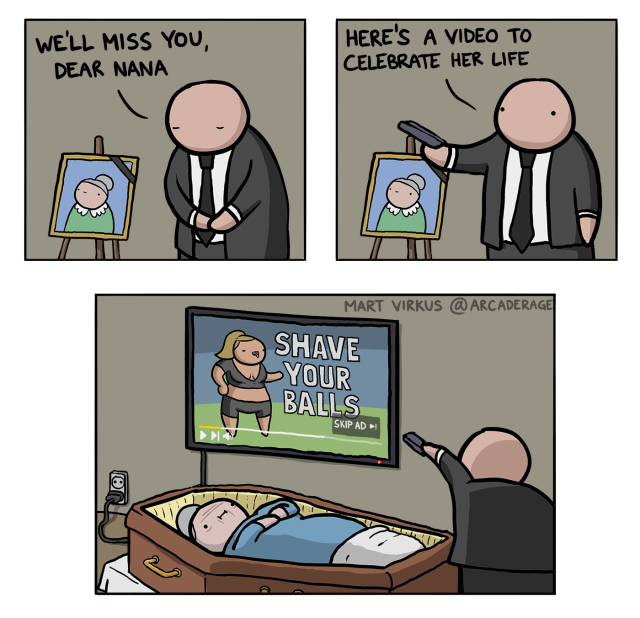 WE'LL MISS YOU,
DEAR NANA
HERE'S A VIDEO TO
CELEBRATE HER LIFE
MART VIRKUS @ARCADERAGE
SHAVE
YOUR
BALLS
SKIP AD